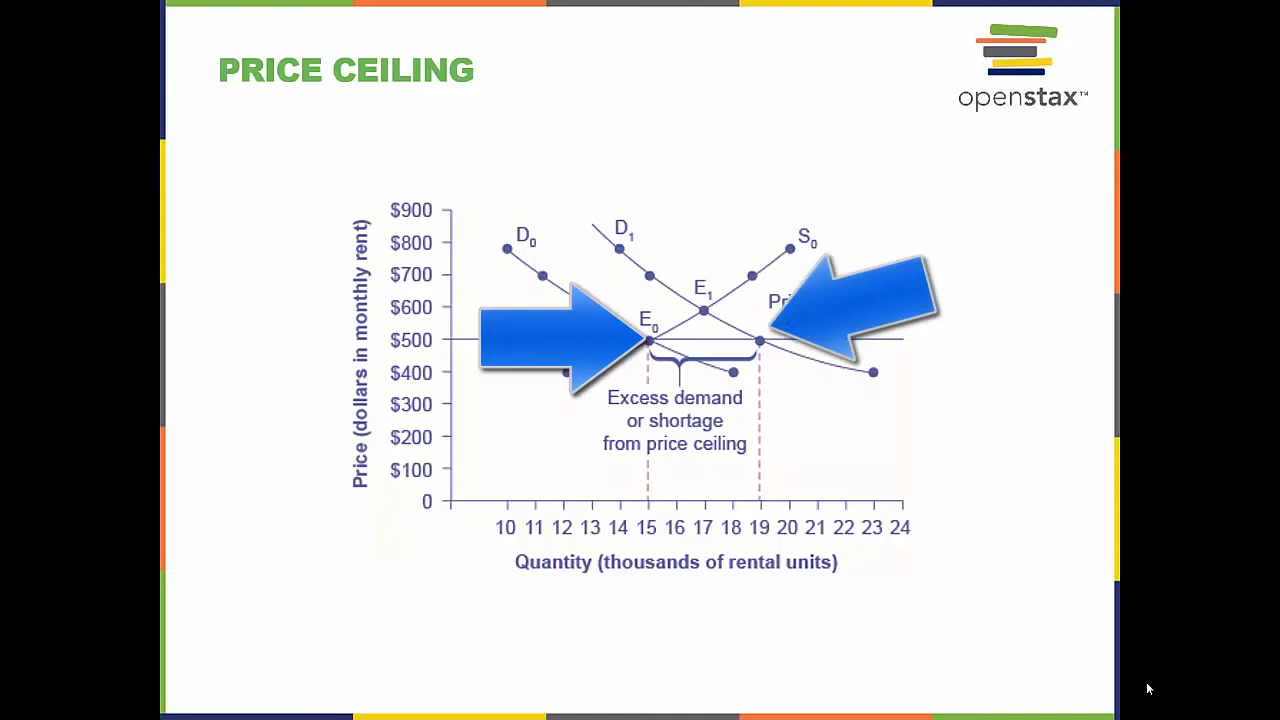 PRICE CEILING
openstax™
$900
$800
$700
$600
$500
$400
$300
$200
$100
0
Price (dollars in monthly rent)
D0
D1
S0
E1
E0
Excess demand
or shortage
from price ceiling
10 11 12 13 14 15 16 17 18 19 20 21 22 23 24
Quantity (thousands of rental units)